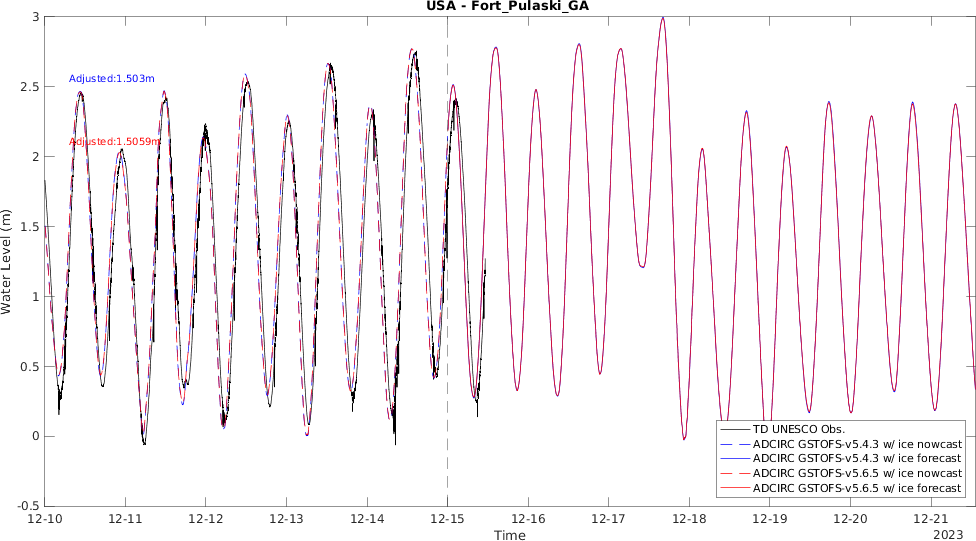 USA - Fort_Pulaski_GA
3
2.5
2
1.5
1
0.5
0
-0.5
Water Level (m)
Adjusted:1.503m
Adjusted:1.5059m
TD UNESCO Obs.
ADCIRC GSTOFS-v5.4.3 w/ ice nowcast
ADCIRC GSTOFS-v5.4.3 w/ ice forecast
ADCIRC GSTOFS-v5.6.5 w/ ice nowcast
ADCIRC GSTOFS-v5.6.5 w/ ice forecast
12-10 12-11 12-12 12-13 12-14 12-15 12-16 12-17 12-18 12-19 12-20 12-21
Time
2023